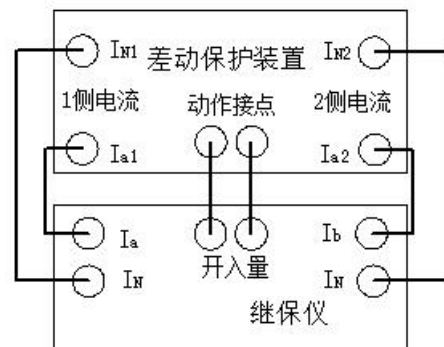 IN1 差动保护装置 IN2
1侧电流 动作接点 2侧电流
Ia1 Ia2
Ia Ib
IN 开入量 IN
继保仪